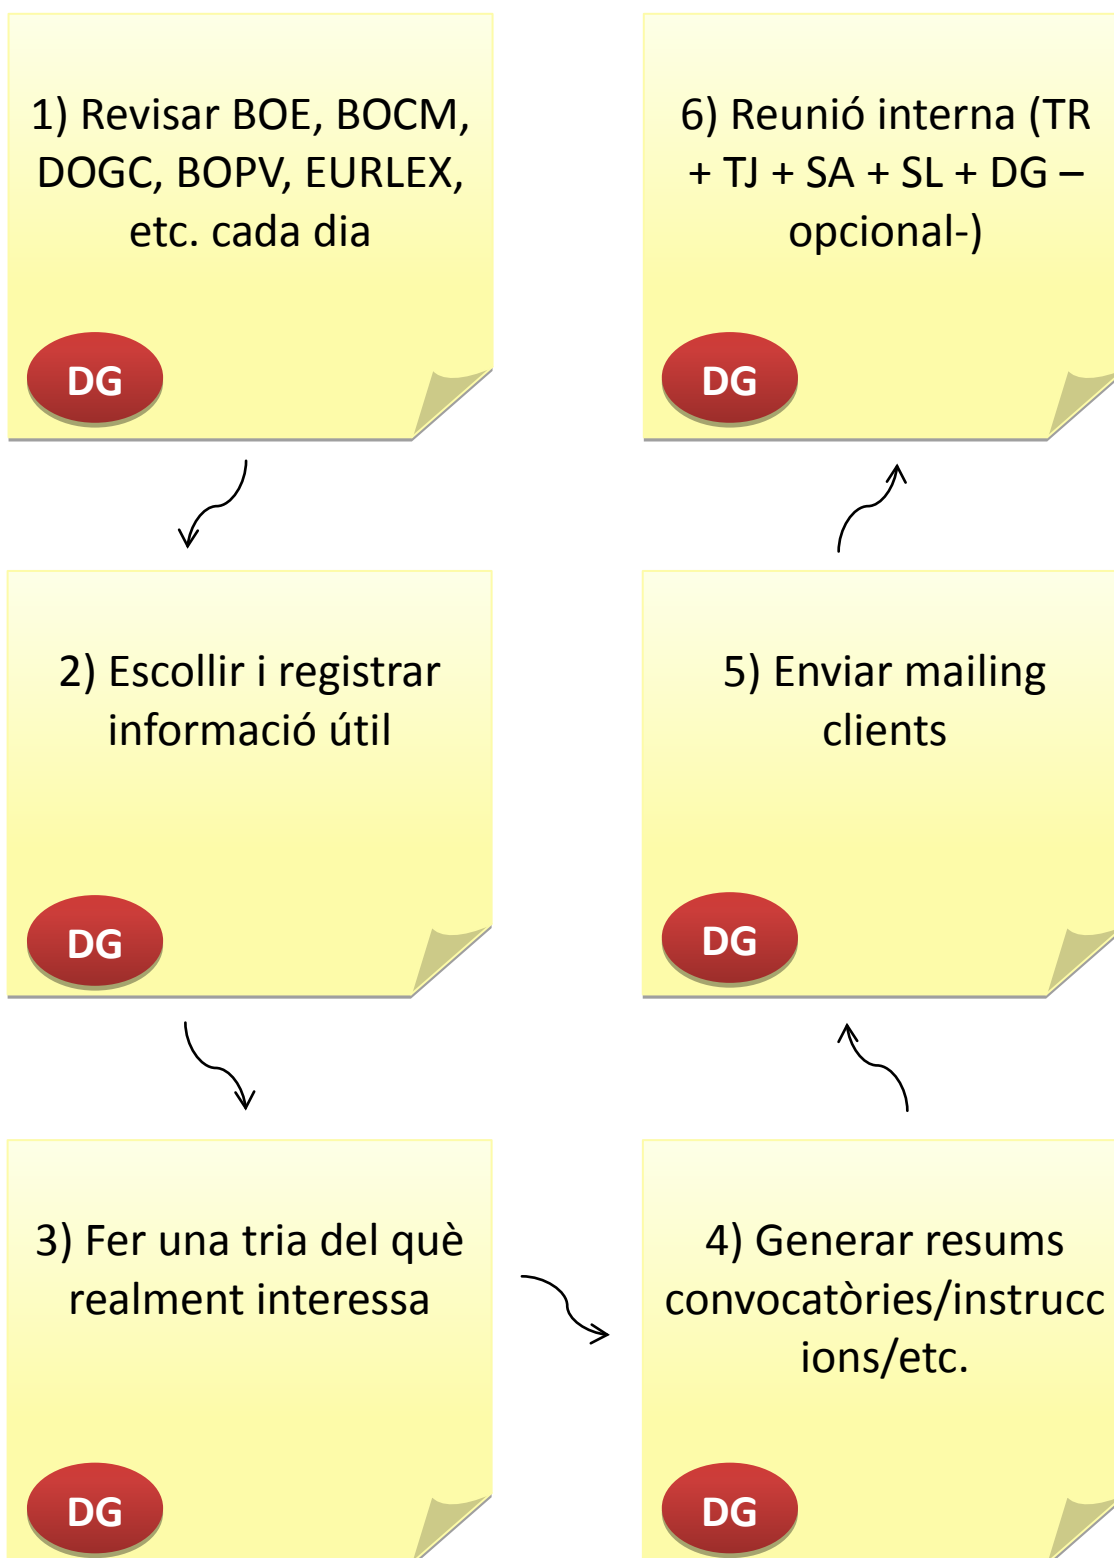 1) Revisar BOE, BOCM,
DOGC, BOPV, EURLEX,
etc. cada dia
DG
2) Escollir i registrar
informació útil
DG
3) Fer una tria del què
realment interessa
DG
4) Generar resums
convocatòries/instrucc
ions/etc.
DG
5) Enviar mailing
clients
DG
6) Reunió interna (TR
+ TJ + SA + SL + DG –
opcional-)
DG